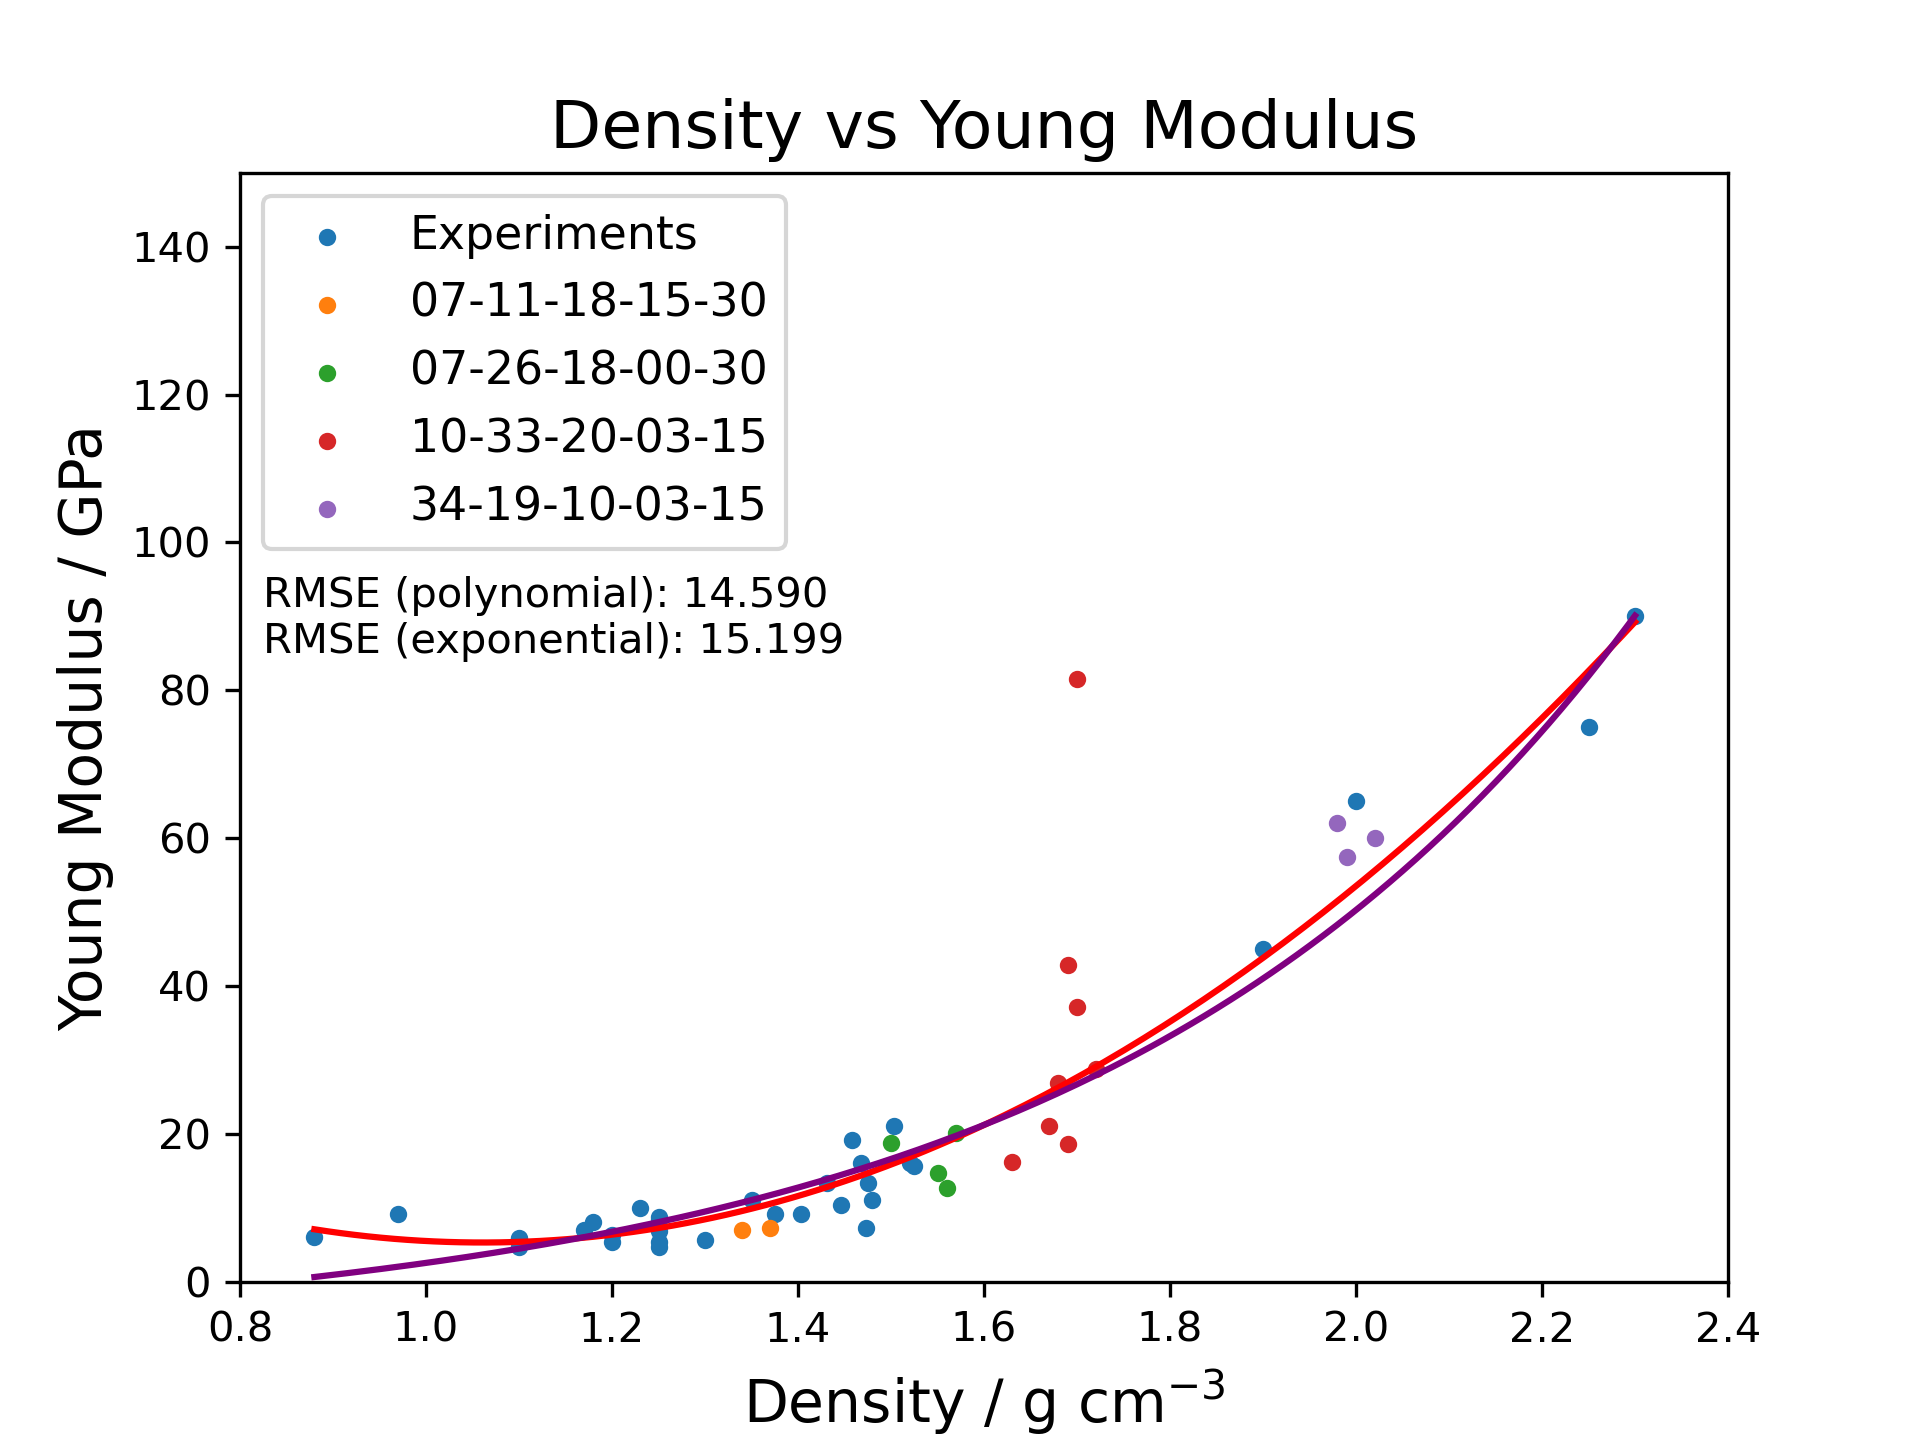 Density vs Young Modulus
Experiments
07-11-18-15-30
07-26-18-00-30
10-33-20-03-15
34-19-10-03-15
RMSE (polynomial): 14.590
RMSE (exponential): 15.199
Young Modulus / GPa
140
120
100
80
60
40
20
0
0.8 1.0 1.2 1.4 1.6 1.8 2.0 2.2 2.4
Density / g cm⁻³